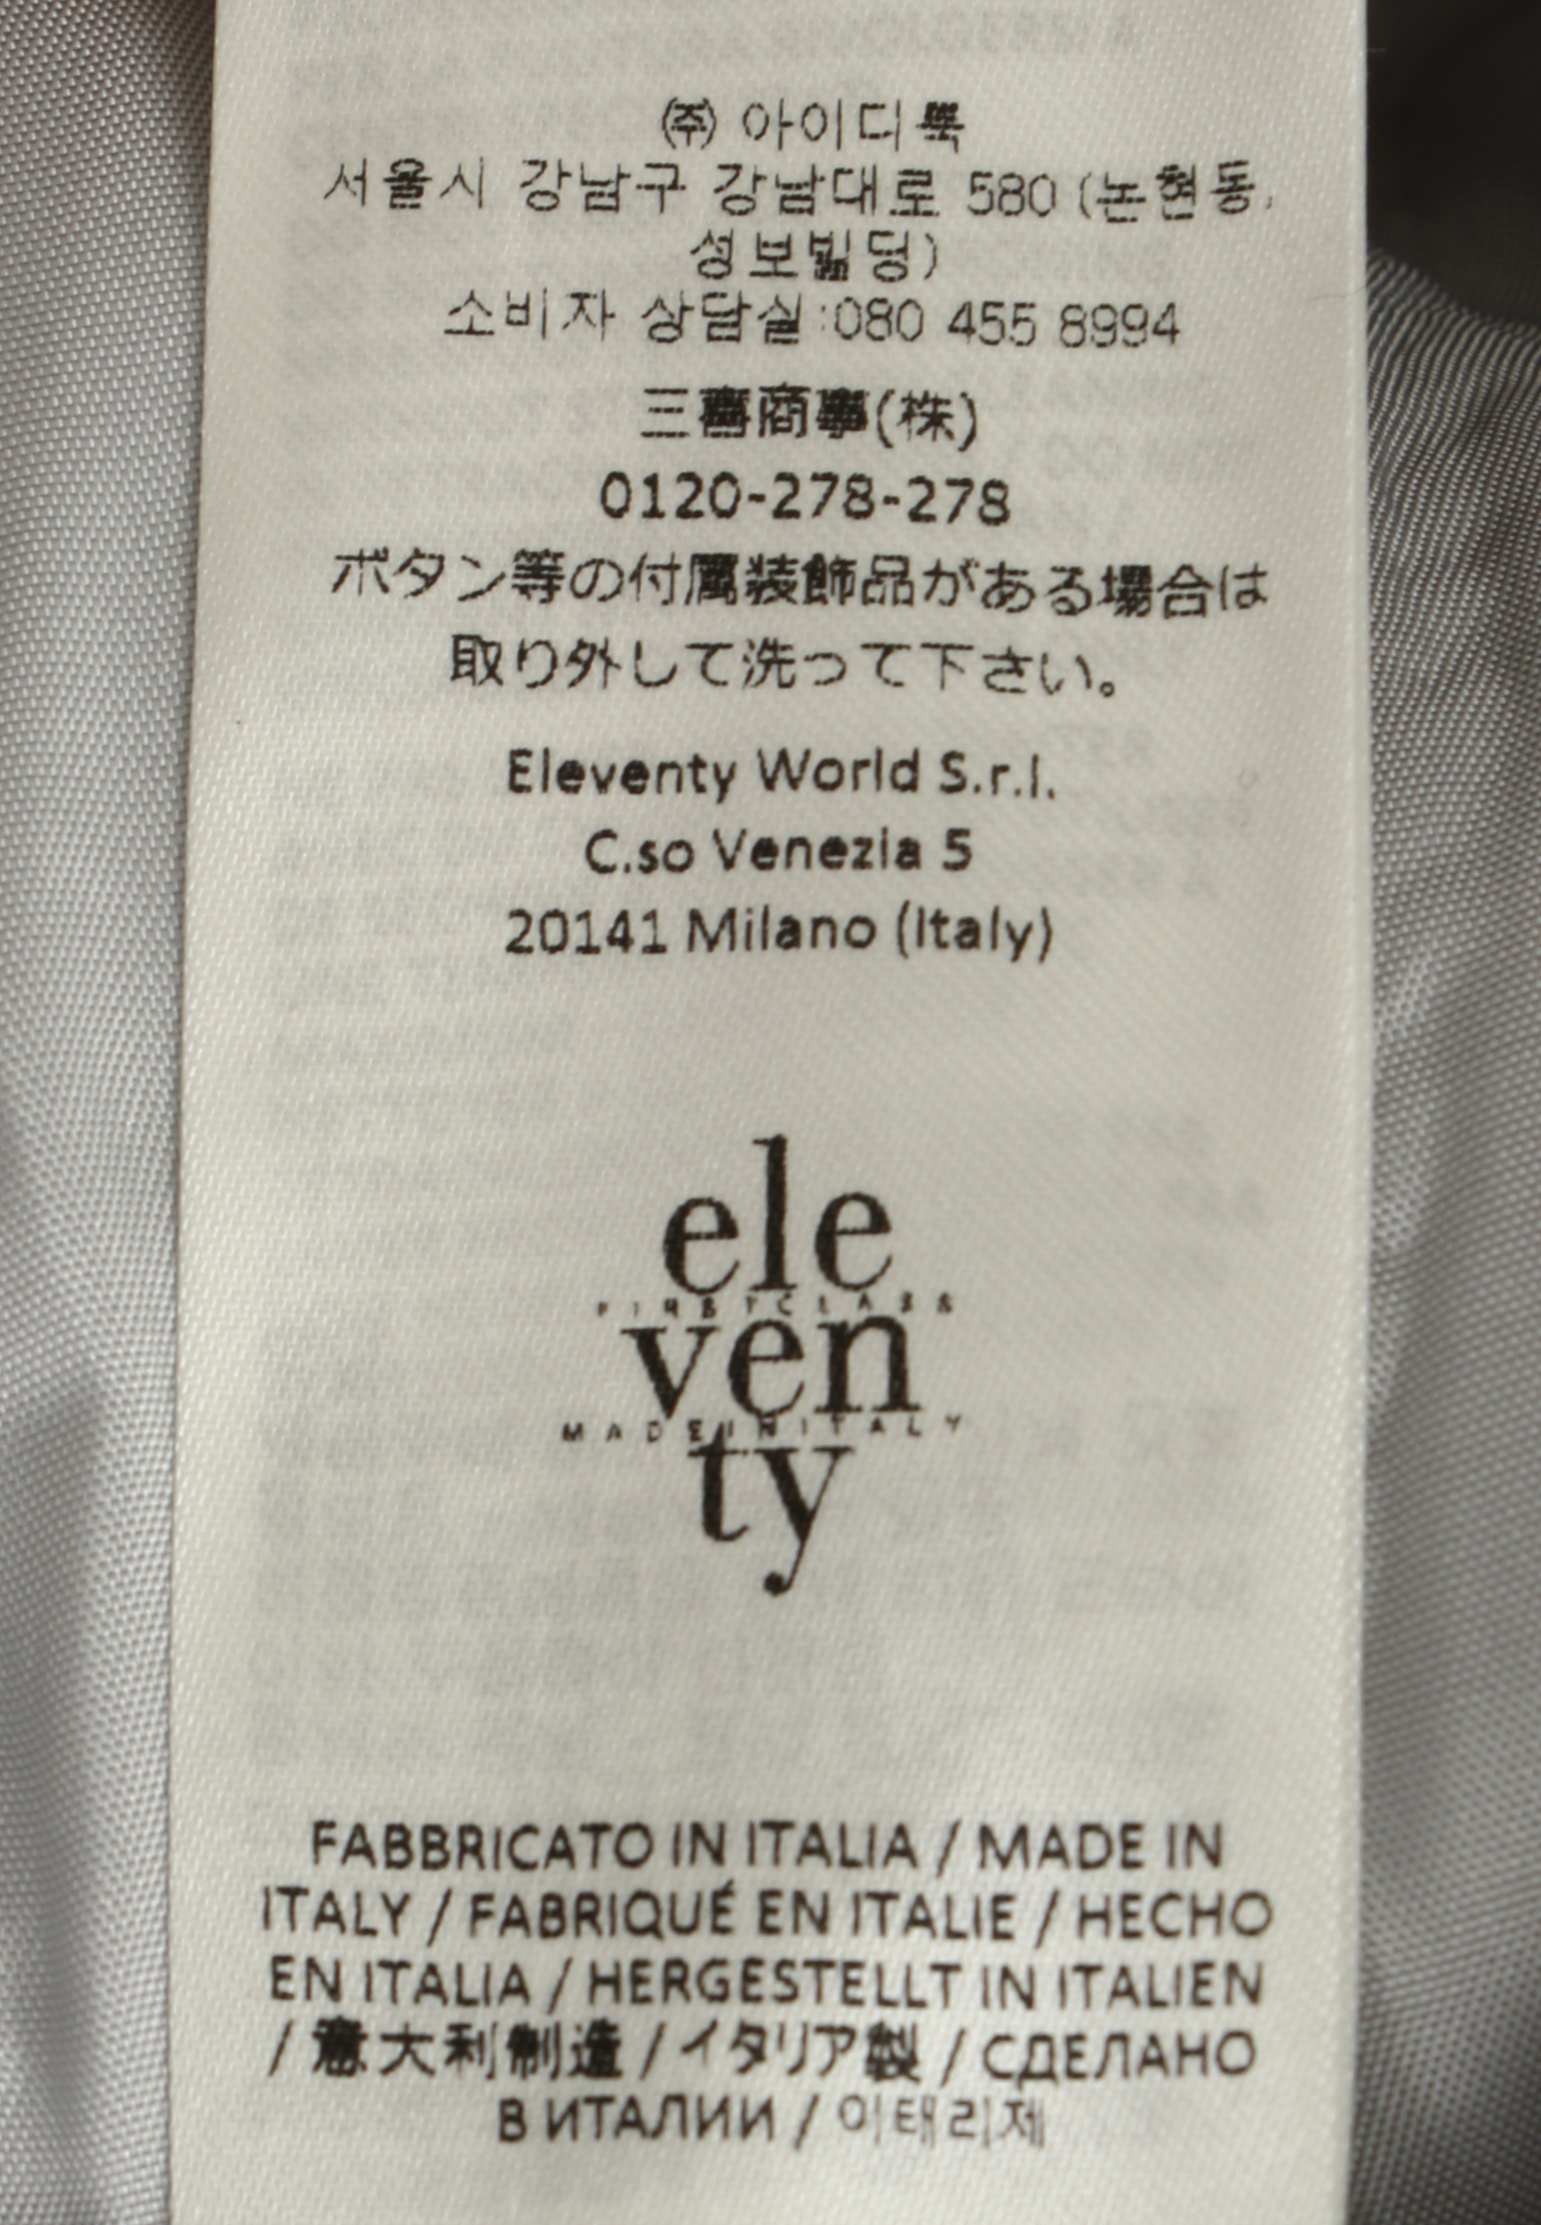 ㈜ 아이디룩
서울시 강남구 강남대로 580 (논현동,
성보빌딩)
소비자 상담실:080 455 8994
三喜商事(株)
0120-278-278
ボタン等の付属装飾品がある場合は
取り外して洗って下さい。
Eleventy World S.r.l.
C.so Venezia 5
20141 Milano (Italy)
ele
FIRSTCLASS
ven
MADEINITALY
ty
FABBRICATO IN ITALIA / MADE IN
ITALY / FABRIQUÉ EN ITALIE / HECHO
EN ITALIA / HERGESTELLT IN ITALIEN
/ 意大利制造 / イタリア製 / СДЕЛАНО
В ИТАЛИИ / 이태리제